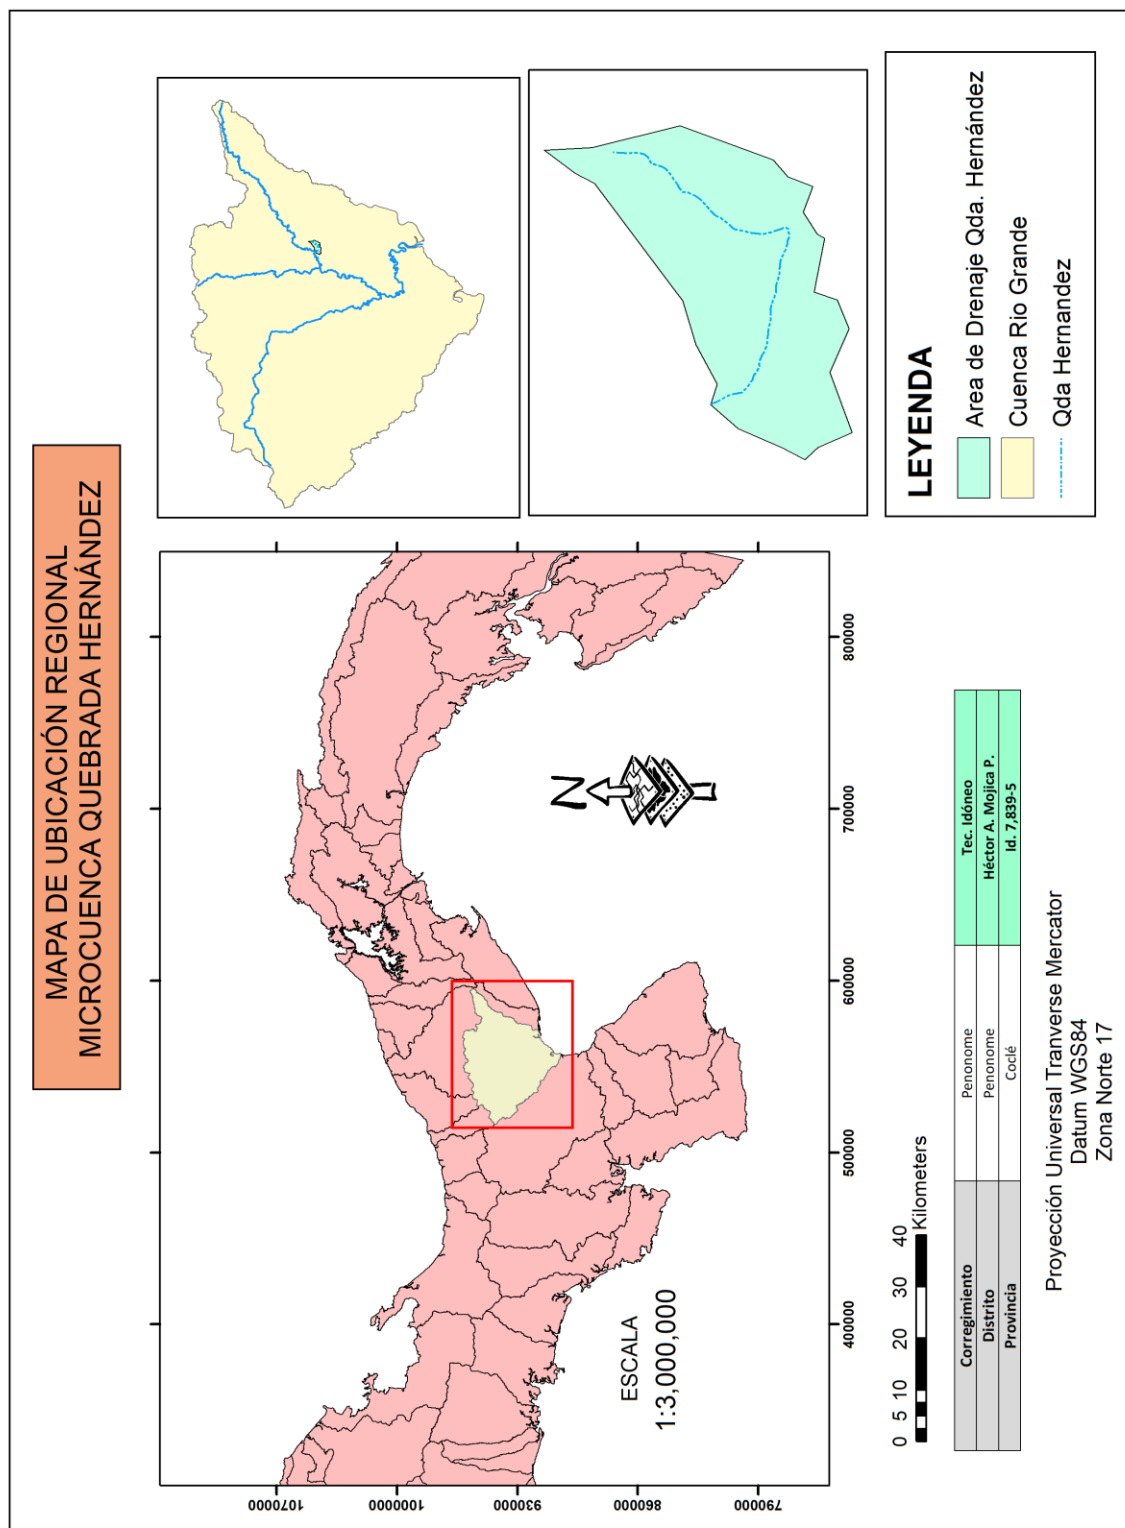 MAPA DE UBICACIÓN REGIONAL
MICROCUENCA QUEBRADA HERNÁNDEZ
1070000
1000000
930000
860000
790000
400000
500000
600000
700000
800000
N
ESCALA
1:3,000,000
LEYENDA
Area de Drenaje Qda. Hernández
Cuenca Rio Grande
Qda Hernandez
0 5 10 20 30 40
Kilometers
Corregimiento Penonome Tec. Idóneo
Distrito Penonome Héctor A. Mojica P.
Provincia Coclé Id. 7,839-5
Proyección Universal Tranverse Mercator
Datum WGS84
Zona Norte 17